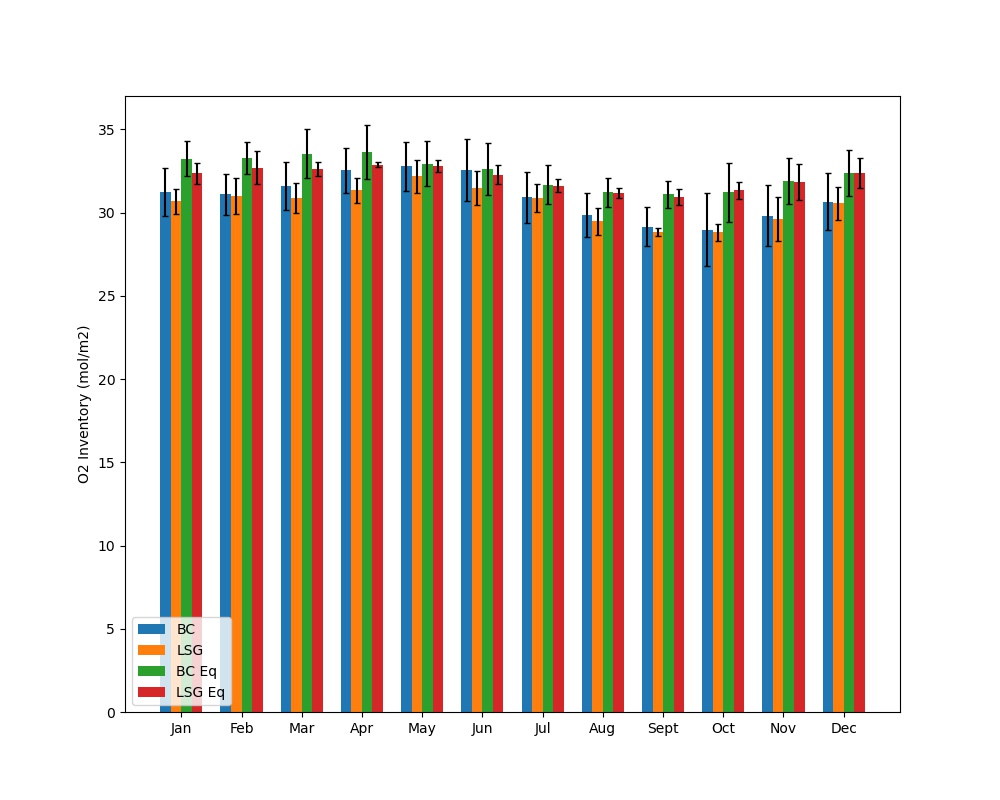 35
30
25
20
15
10
5
0
O2 Inventory (mol/m2)
BC
LSG
BC Eq
LSG Eq
Jan Feb Mar Apr May Jun Jul Aug Sept Oct Nov Dec